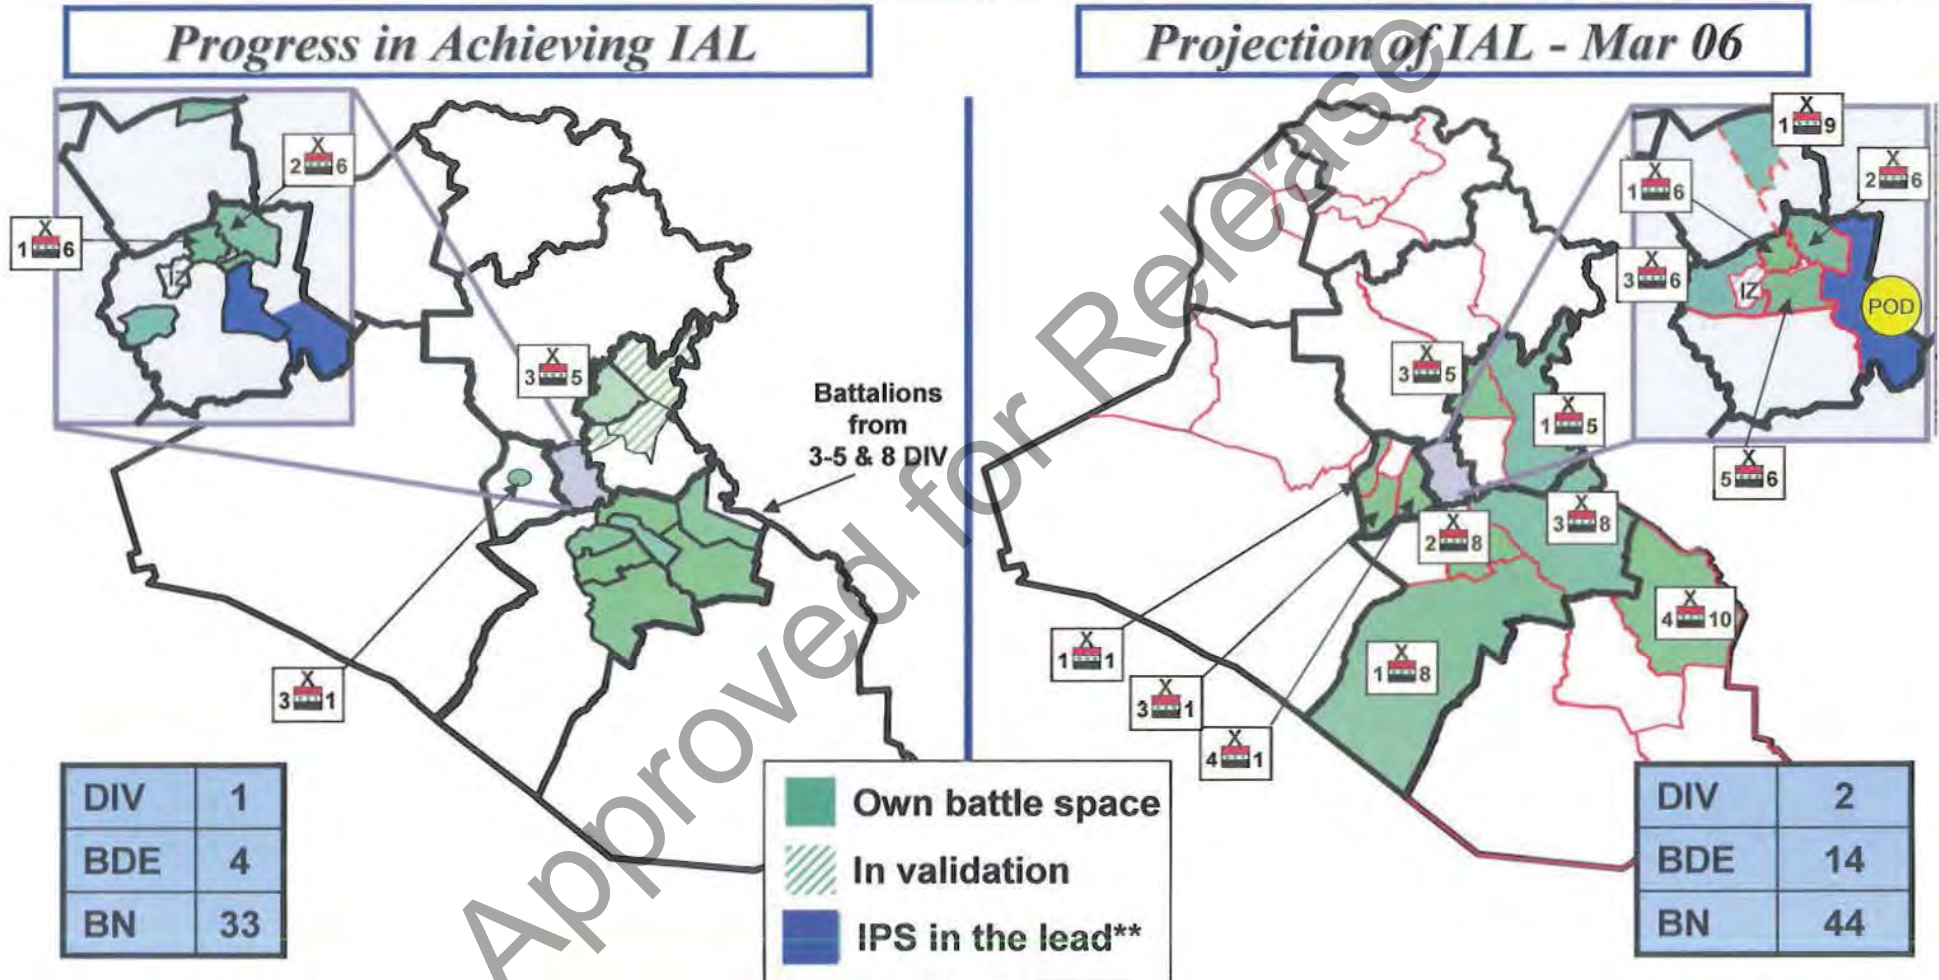 Progress in Achieving IAL
2 X 6
1 X 6
IZ
3 X 5
Battalions
from
3-5 & 8 DIV
3 X 1
DIV 1
BDE 4
BN 33
Own battle space
In validation
IPS in the lead**
Projection of IAL - Mar 06
1 X 9
1 X 6
2 X 6
3 X 6
IZ
POD
3 X 5
1 X 5
5 X 6
2 X 8
3 X 8
4 X 10
1 X 1
1 X 8
3 X 1
4 X 1
DIV 2
BDE 14
BN 44
Approved for Release